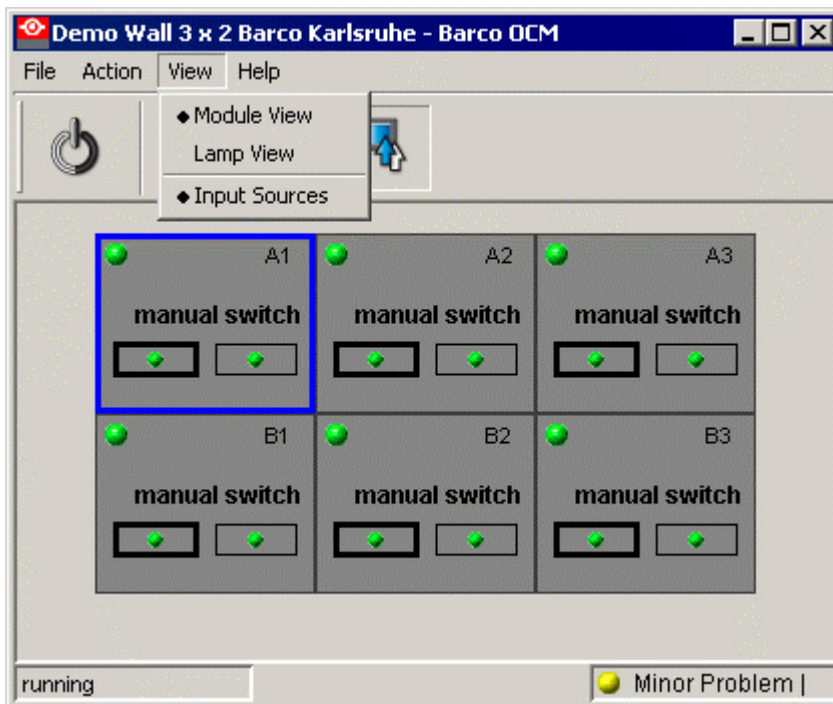 Demo Wall 3 x 2 Barco Karlsruhe - Barco OCM
File Action View Help
Module View
Lamp View
Input Sources
A1 A2 A3
manual switch manual switch manual switch
B1 B2 B3
manual switch manual switch manual switch
running Minor Problem |